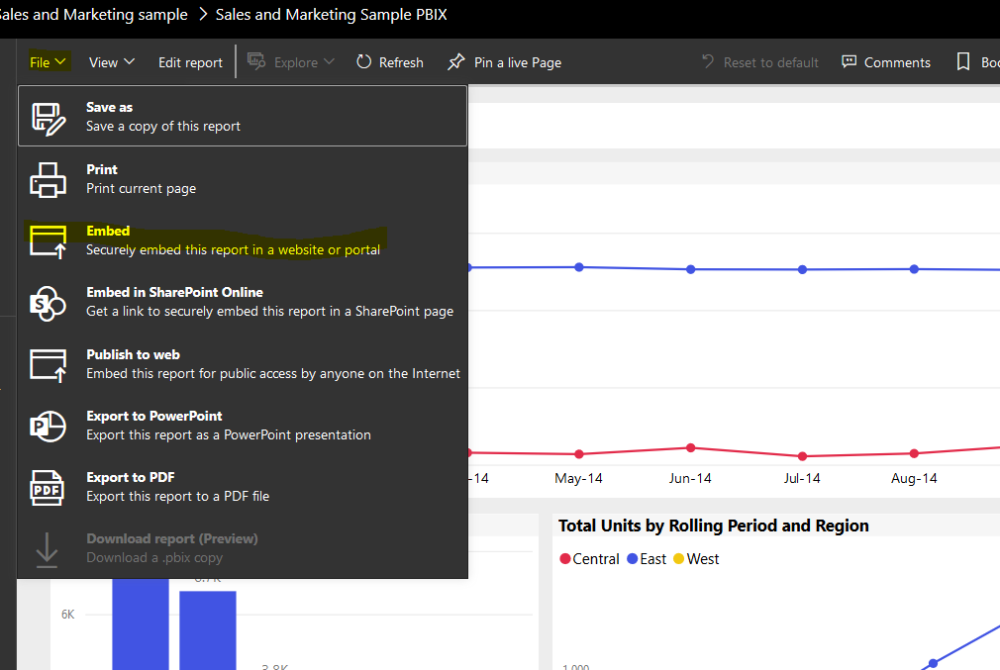 Sales and Marketing sample > Sales and Marketing Sample PBIX
File View Edit report Explore Refresh Pin a live Page Reset to default Comments Boo
Save as
Save a copy of this report
Print
Print current page
Embed
Securely embed this report in a website or portal
Embed in SharePoint Online
Get a link to securely embed this report in a SharePoint page
Publish to web
Embed this report for public access by anyone on the Internet
Export to PowerPoint
Export this report as a PowerPoint presentation
Export to PDF
Export this report to a PDF file
Download report (Preview)
Download a .pbix copy
-14 May-14 Jun-14 Jul-14 Aug-14
6K
3.8K
Total Units by Rolling Period and Region
Central East West
1,000